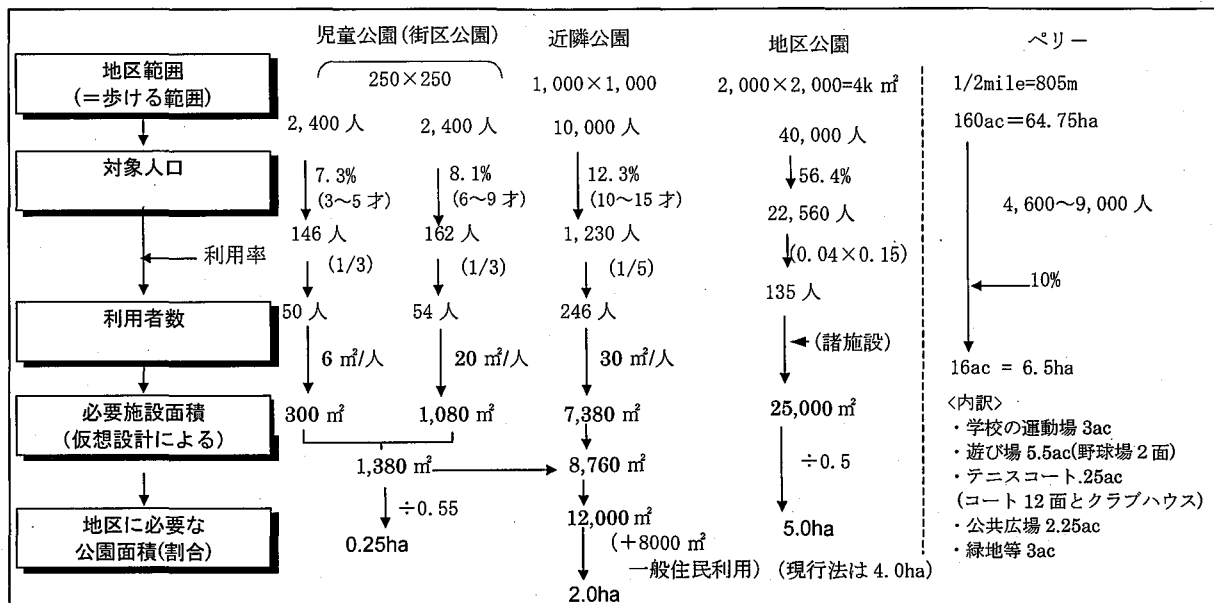 児童公園(街区公園)
近隣公園
地区公園
ペリー
地区範囲
(=歩ける範囲)
250×250
1,000×1,000
2,000×2,000=4k㎡
1/2mile=805m
2,400人
2,400人
10,000人
40,000人
160ac=64.75ha
対象人口
7.3%
(3~5才)
8.1%
(6~9才)
12.3%
(10~15才)
56.4%
4,600~9,000人
146人
162人
1,230人
22,560人
利用率
(1/3)
(1/3)
(1/5)
(0.04×0.15)
10%
利用者数
50人
54人
246人
135人
6㎡/人
20㎡/人
30㎡/人
(諸施設)
16ac = 6.5ha
必要施設面積
(仮想設計による)
300㎡
1,080㎡
7,380㎡
25,000㎡
<内訳>
・学校の運動場 3ac
・遊び場 5.5ac(野球場2面)
・テニスコート.25ac
(コート12面とクラブハウス)
・公共広場 2.25ac
・緑地等 3ac
1,380㎡
8,760㎡
÷0.5
地区に必要な
公園面積(割合)
÷0.55
12,000㎡
(+8000㎡
一般住民利用)
0.25ha
5.0ha
(現行法は4.0ha)
2.0ha